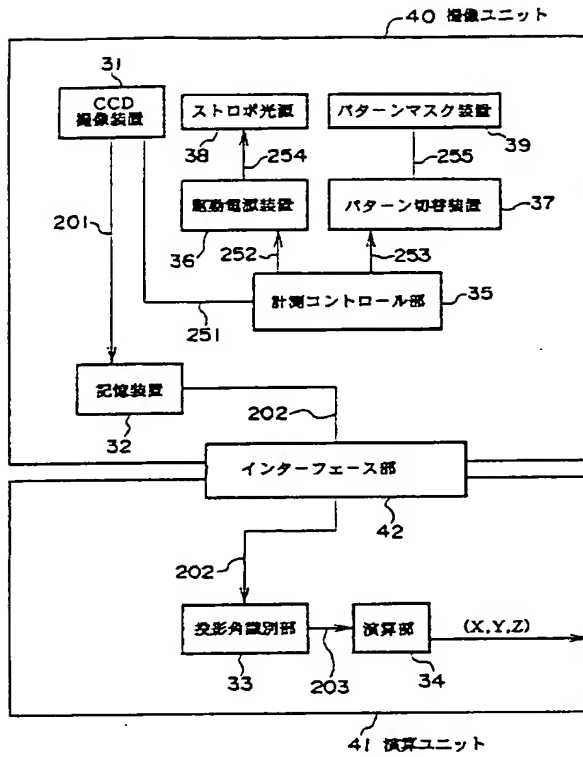 40 撮像ユニット
31
CCD
撮像装置
ストロボ光源
パターンマスク装置
38
254
255
39
201
駆動電源装置
パターン切替装置
37
36
252
253
計測コントロール部
35
251
記憶装置
32
202
インターフェース部
42
202
投影角識別部
演算部
(X,Y,Z)
33
203
34
41 演算ユニット